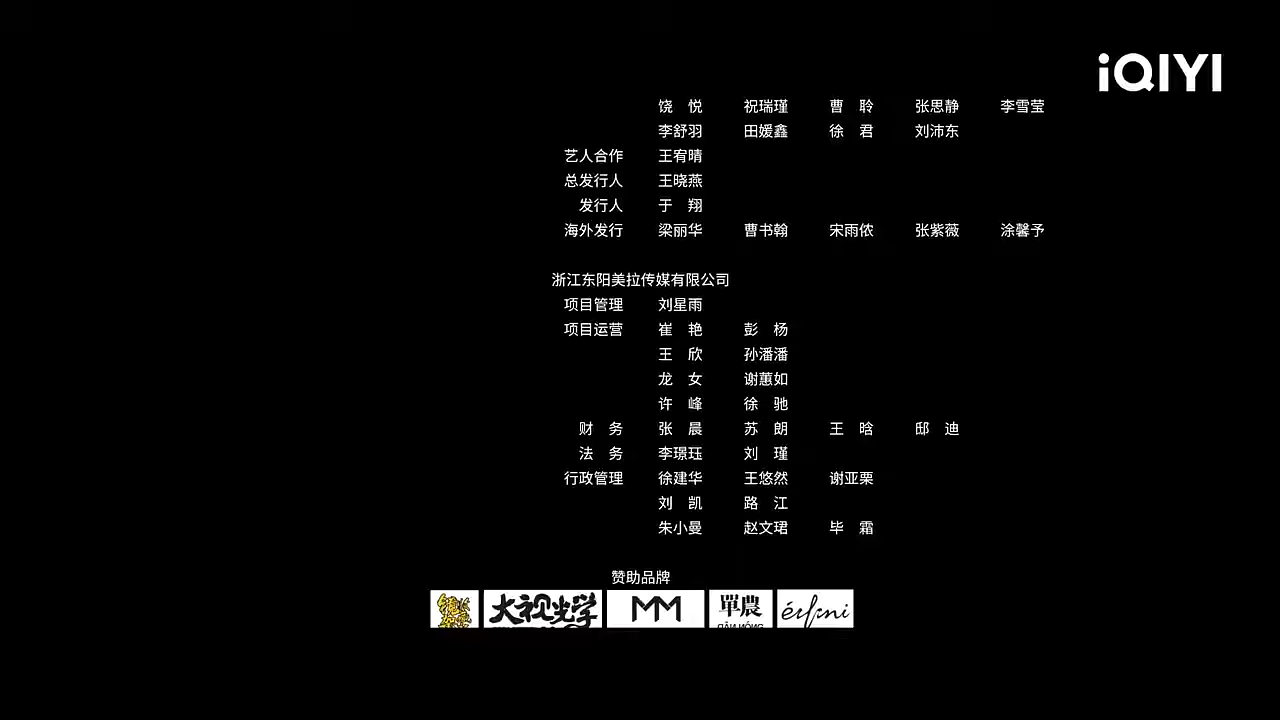 iQIYI
饶 悦 祝瑞瑾 曹 聆 张思静 李雪莹
李舒羽 田媛鑫 徐 君 刘沛东
艺人合作 王宥晴
总发行人 王晓燕
发行人 于 翔
海外发行 梁丽华 曹书翰 宋雨侬 张紫薇 涂馨予
浙江东阳美拉传媒有限公司
项目管理 刘星雨
项目运营 崔 艳 彭 杨
王 欣 孙潘潘
龙 女 谢蕙如
许 峰 徐 驰
财 务 张 晨 苏 朗 王 晗 邸 迪
法 务 李璟珏 刘 瑾
行政管理 徐建华 王悠然 谢亚栗
刘 凯 路 江
朱小曼 赵文珺 毕 霜
赞助品牌
大视光学 MM 單農